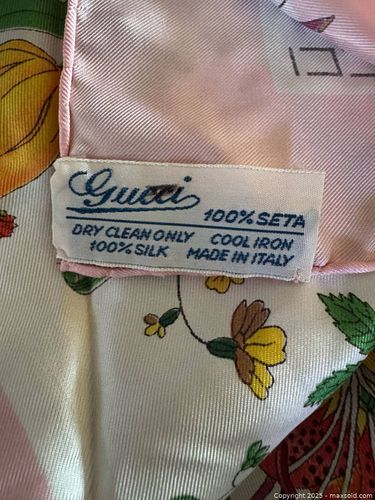 Gucci
100% SETA
DRY CLEAN ONLY COOL IRON
100% SILK MADE IN ITALY
Copyright 2025 - maxsold.com